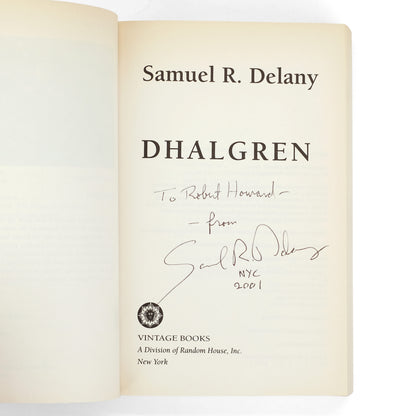 Samuel R. Delany
DHALGREN
To Robert Howard –
– from
Samuel R Delany
NYC
2001
VINTAGE BOOKS
A Division of Random House, Inc.
New York